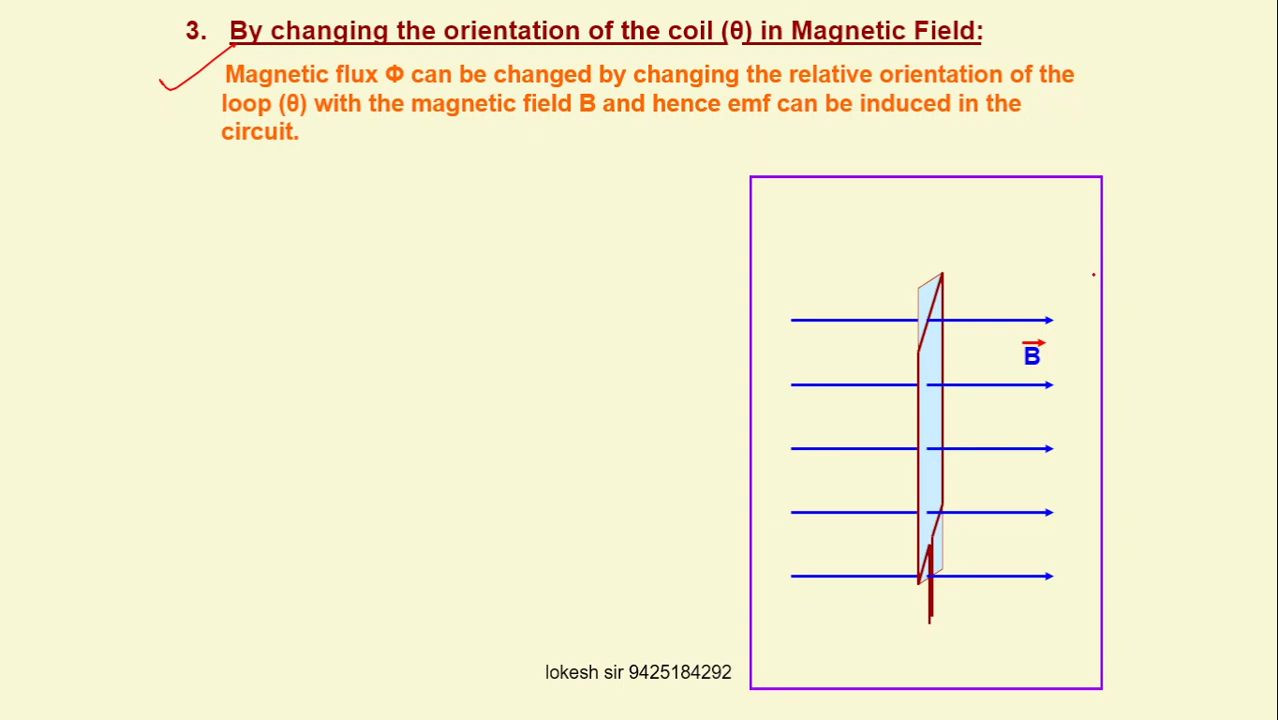 3. By changing the orientation of the coil (θ) in Magnetic Field:
Magnetic flux Φ can be changed by changing the relative orientation of the
loop (θ) with the magnetic field B and hence emf can be induced in the
circuit.
B
lokesh sir 9425184292